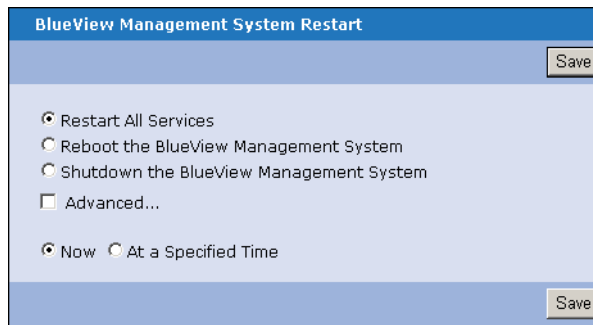 BlueView Management System Restart
Save
Restart All Services
Reboot the BlueView Management System
Shutdown the BlueView Management System
Advanced...
Now At a Specified Time
Save